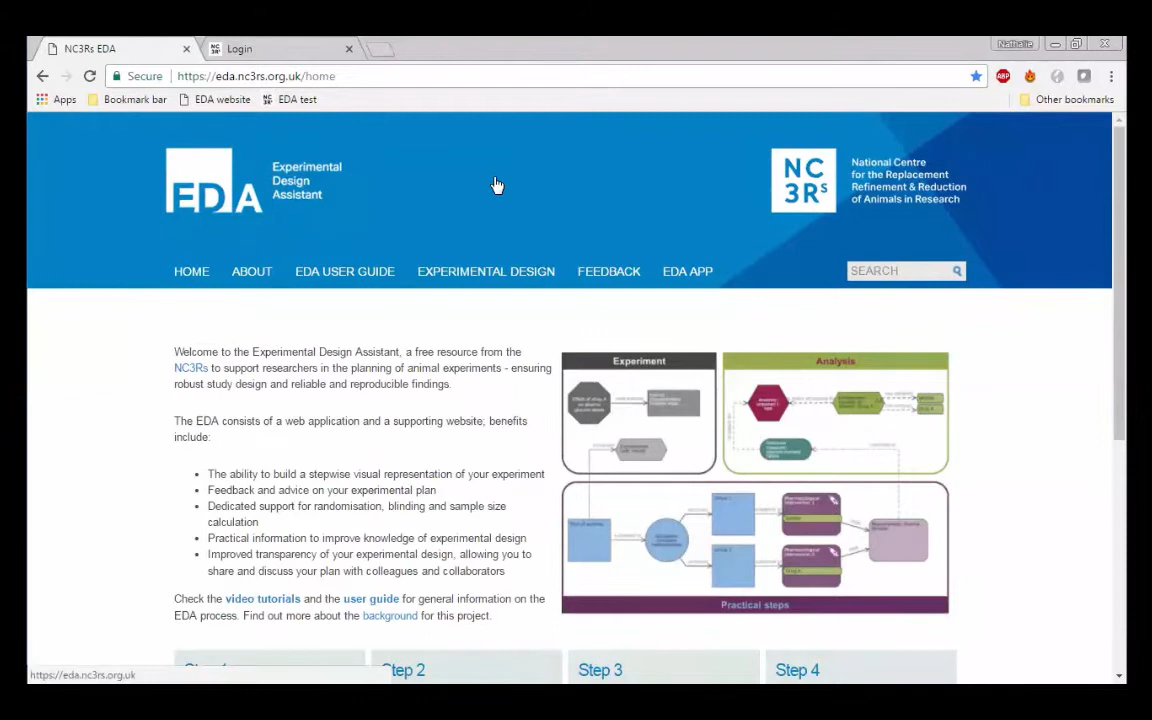 NC3Rs EDA
Login
Nathalie
Secure
https://eda.nc3rs.org.uk/home
Apps
Bookmark bar
EDA website
EDA test
Other bookmarks
EDA
Experimental
Design
Assistant
NC
3Rs
National Centre
for the Replacement
Refinement & Reduction
of Animals in Research
HOME
ABOUT
EDA USER GUIDE
EXPERIMENTAL DESIGN
FEEDBACK
EDA APP
SEARCH
Welcome to the Experimental Design Assistant, a free resource from the
NC3Rs to support researchers in the planning of animal experiments - ensuring
robust study design and reliable and reproducible findings.
The EDA consists of a web application and a supporting website; benefits
include:
• The ability to build a stepwise visual representation of your experiment
• Feedback and advice on your experimental plan
• Dedicated support for randomisation, blinding and sample size
calculation
• Practical information to improve knowledge of experimental design
• Improved transparency of your experimental design, allowing you to
share and discuss your plan with colleagues and collaborators
Check the video tutorials and the user guide for general information on the
EDA process. Find out more about the background for this project.
Experiment
Analysis
Practical steps
Step 2
Step 3
Step 4
https://eda.nc3rs.org.uk